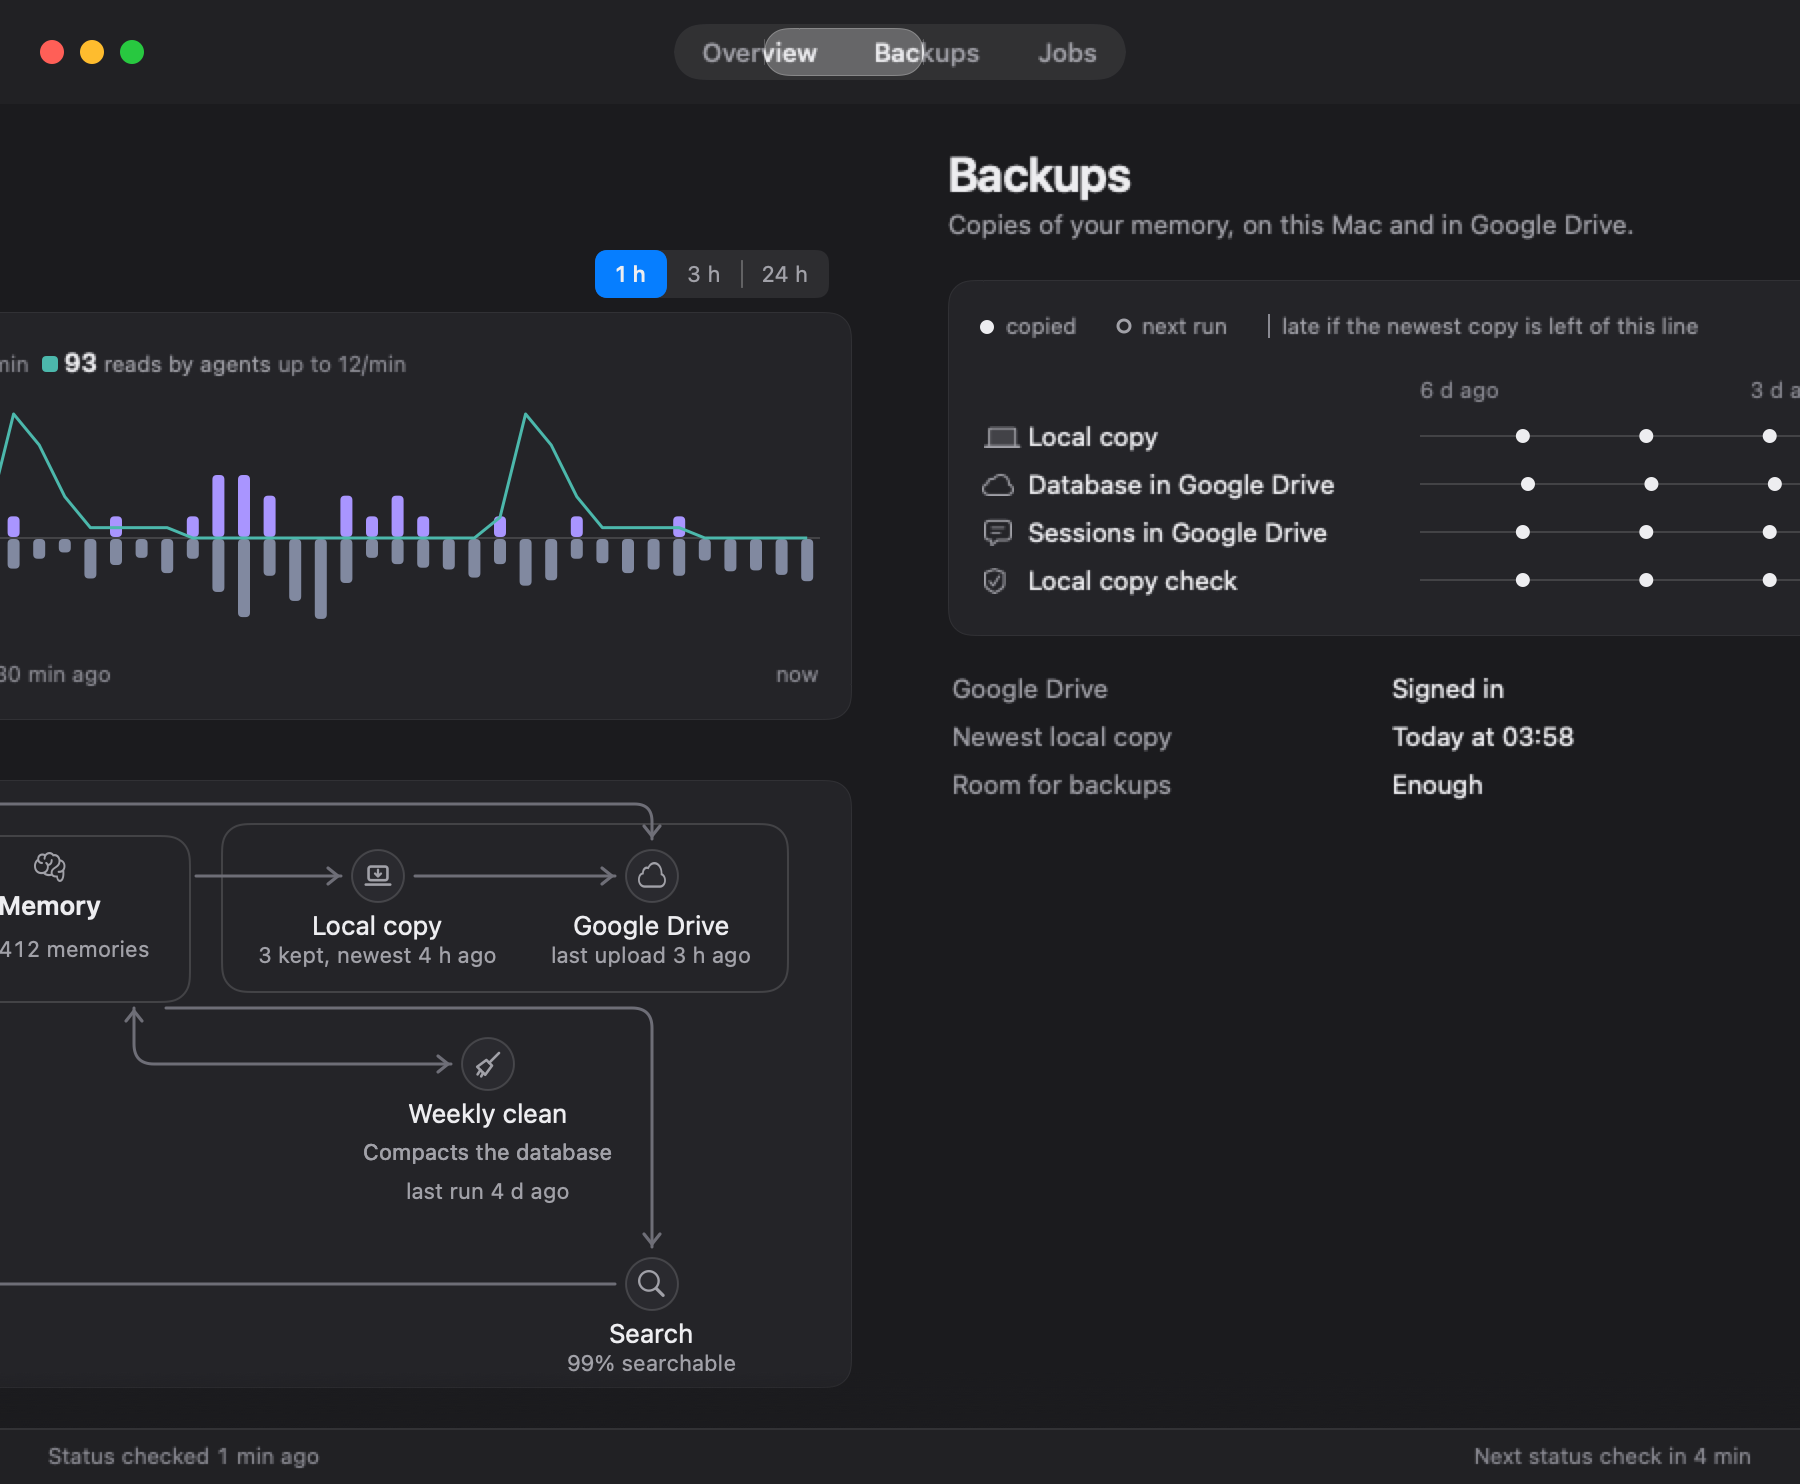 Overview Backups Jobs
Backups
Copies of your memory, on this Mac and in Google Drive.
1 h 3 h 24 h
93 reads by agents up to 12/min
30 min ago now
Memory
412 memories
Local copy
3 kept, newest 4 h ago
Google Drive
last upload 3 h ago
Weekly clean
Compacts the database
last run 4 d ago
Search
99% searchable
copied next run late if the newest copy is left of this line
6 d ago 3 d a
Local copy
Database in Google Drive
Sessions in Google Drive
Local copy check
Google Drive Signed in
Newest local copy Today at 03:58
Room for backups Enough
Status checked 1 min ago Next status check in 4 min